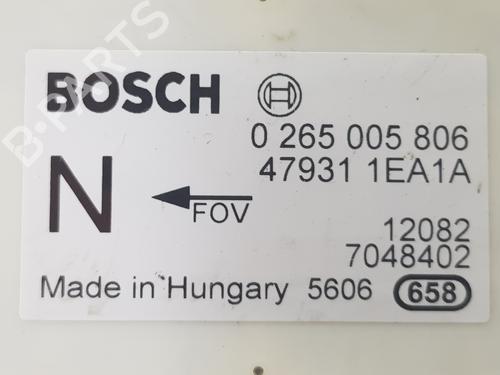 BOSCH
0 265 005 806
47931 1EA1A
N
FOV
12082
7048402
Made in Hungary 5606 658
B-PARTS